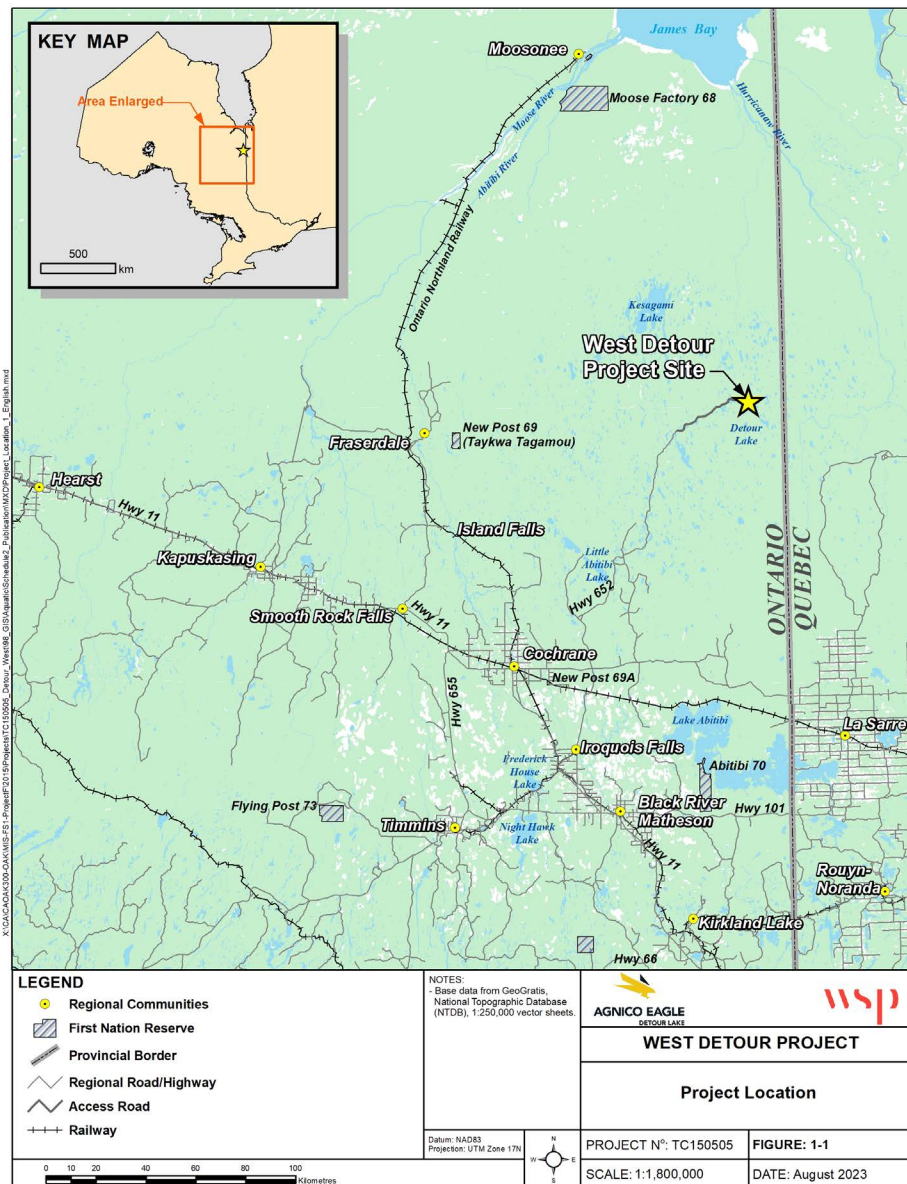 KEY MAP
Area Enlarged
500
km
James Bay
Moosonee
Moose Factory 68
Moose River
Abitibi River
Hurricanaw River
Ontario Northland Railway
Kesagami
Lake
West Detour
Project Site
Detour
Lake
New Post 69
(Taykwa Tagamou)
Fraserdale
Hearst
Hwy 11
Island Falls
Kapuskasing
Little
Abitibi
Lake
Hwy 652
ONTARIO
QUEBEC
Smooth Rock Falls
Hwy 11
Cochrane
New Post 69A
Hwy 655
Lake Abitibi
La Sarre
Iroquois Falls
Frederick
House
Lake
Abitibi 70
Flying Post 73
Timmins
Night Hawk
Lake
Black River
Matheson
Hwy 101
Hwy 11
Rouyn-
Noranda
Kirkland Lake
Hwy 66
LEGEND
Regional Communities
First Nation Reserve
Provincial Border
Regional Road/Highway
Access Road
Railway
0 10 20 40 60 80 100
Kilometres
NOTES:
- Base data from GeoGratis,
National Topographic Database
(NTDB), 1:250,000 vector sheets.
Datum: NAD83
Projection: UTM Zone 17N
N
W E
S
AGNICO EAGLE
DETOUR LAKE
wsp
WEST DETOUR PROJECT
Project Location
PROJECT Nº: TC150505
FIGURE: 1-1
SCALE: 1:1,800,000
DATE: August 2023